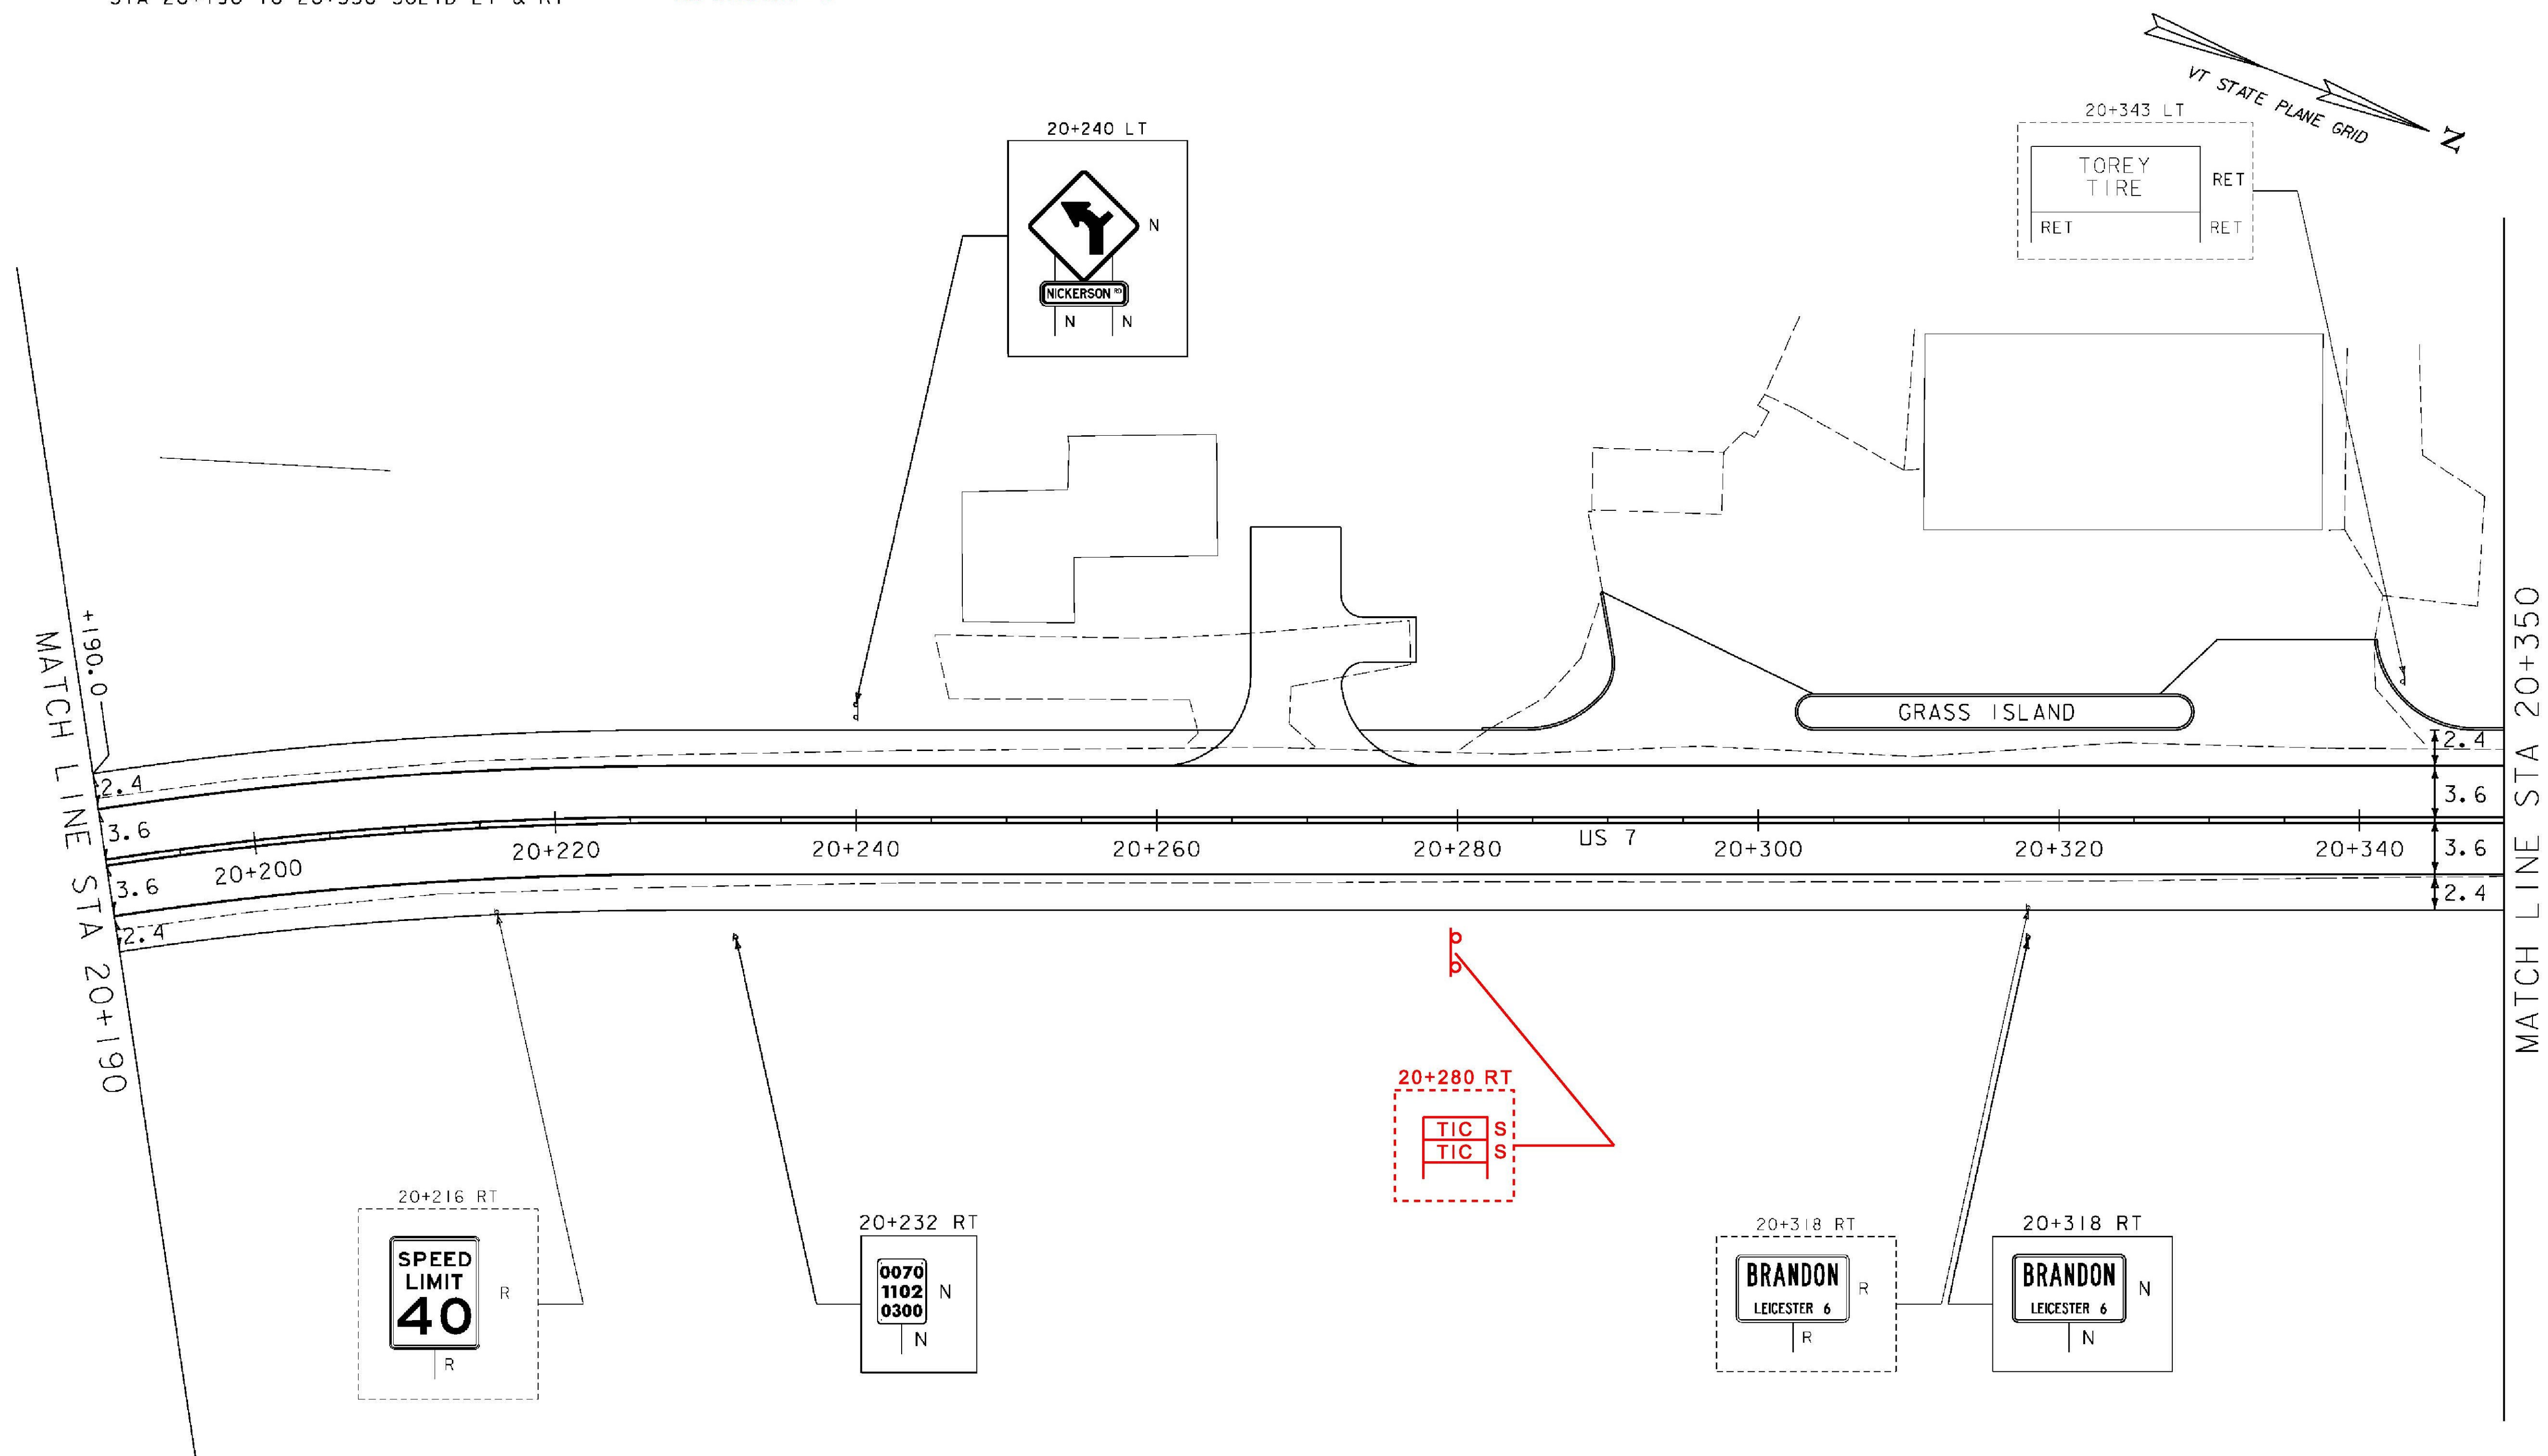 VT STATE PLANE GRID
N
20+240 LT
N
NICKERSON RD
N N
20+343 LT
TOREY
TIRE
RET
RET
RET
+190.0
MATCH LINE STA 20+190
2.4
3.6
3.6
2.4
GRASS ISLAND
2.4
3.6
3.6
2.4
US 7
20+200
20+220
20+240
20+260
20+280
20+300
20+320
20+340
MATCH LINE STA 20+350
20+280 RT
TIC S
TIC S
20+216 RT
SPEED
LIMIT
40
R
R
20+232 RT
0070
1102
0300
N
N
20+318 RT
BRANDON
LEICESTER 6
R
R
20+318 RT
BRANDON
LEICESTER 6
N
N